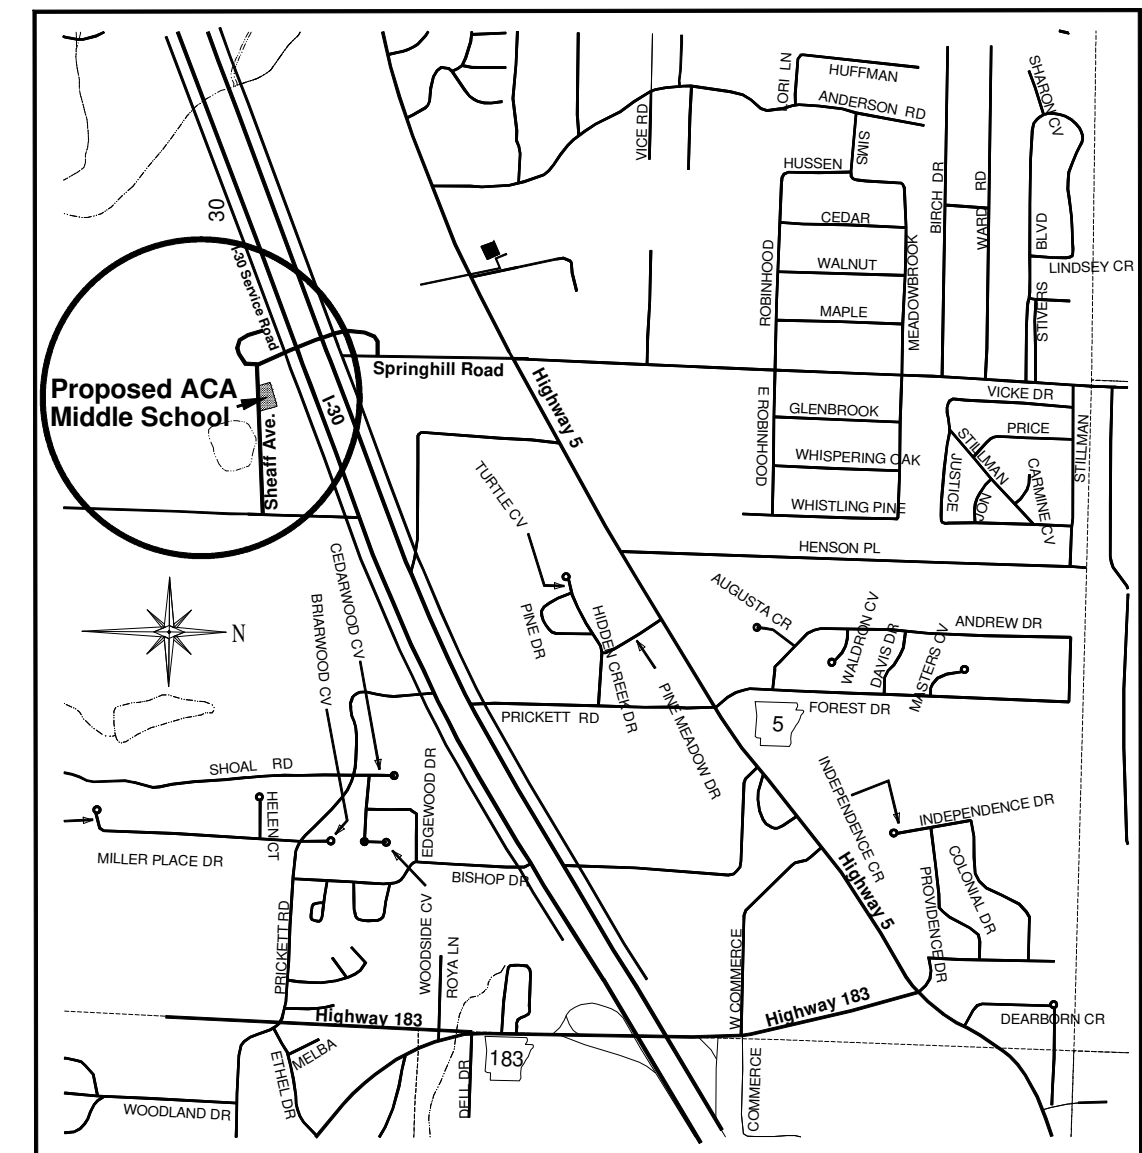 HUFFMAN
LORI LN
ANDERSON RD
SHARON CV
VICE RD
SIMS
HUSSEN
BIRCH DR
WARD RD
30
CEDAR
BLVD
I-30 Service Road
WALNUT
ROBINHOOD
MEADOWBROOK
LINDSEY CR
MAPLE
STIVERS
Springhill Road
Proposed ACA
Middle School
I-30
Highway 5
E ROBINHOOD
VICKE DR
GLENBROOK
PRICE
STILLMAN
STILLMAN
Sheaff Ave.
WHISPERING OAK
JUSTICE
JON
CARMINE CV
TURTLE CV
WHISTLING PINE
HENSON PL
CEDARWOOD CV
BRIARWOOD CV
AUGUSTA CR
N
PINE DR
HIDDEN CREEK DR
WALDRON CV
DAVIS DR
MASTERS CV
ANDREW DR
PRICKETT RD
PINE MEADOW DR
FOREST DR
5
SHOAL RD
EDGEWOOD DR
INDEPENDENCE CR
INDEPENDENCE DR
HELEN CT
MILLER PLACE DR
BISHOP DR
Highway 5
PROVIDENCE DR
COLONIAL DR
PRICKETT RD
WOODSIDE CV
ROYA LN
W COMMERCE
Highway 183
Highway 183
DEARBORN CR
MELBA
ETHEL DR
183
DELL DR
COMMERCE
WOODLAND DR